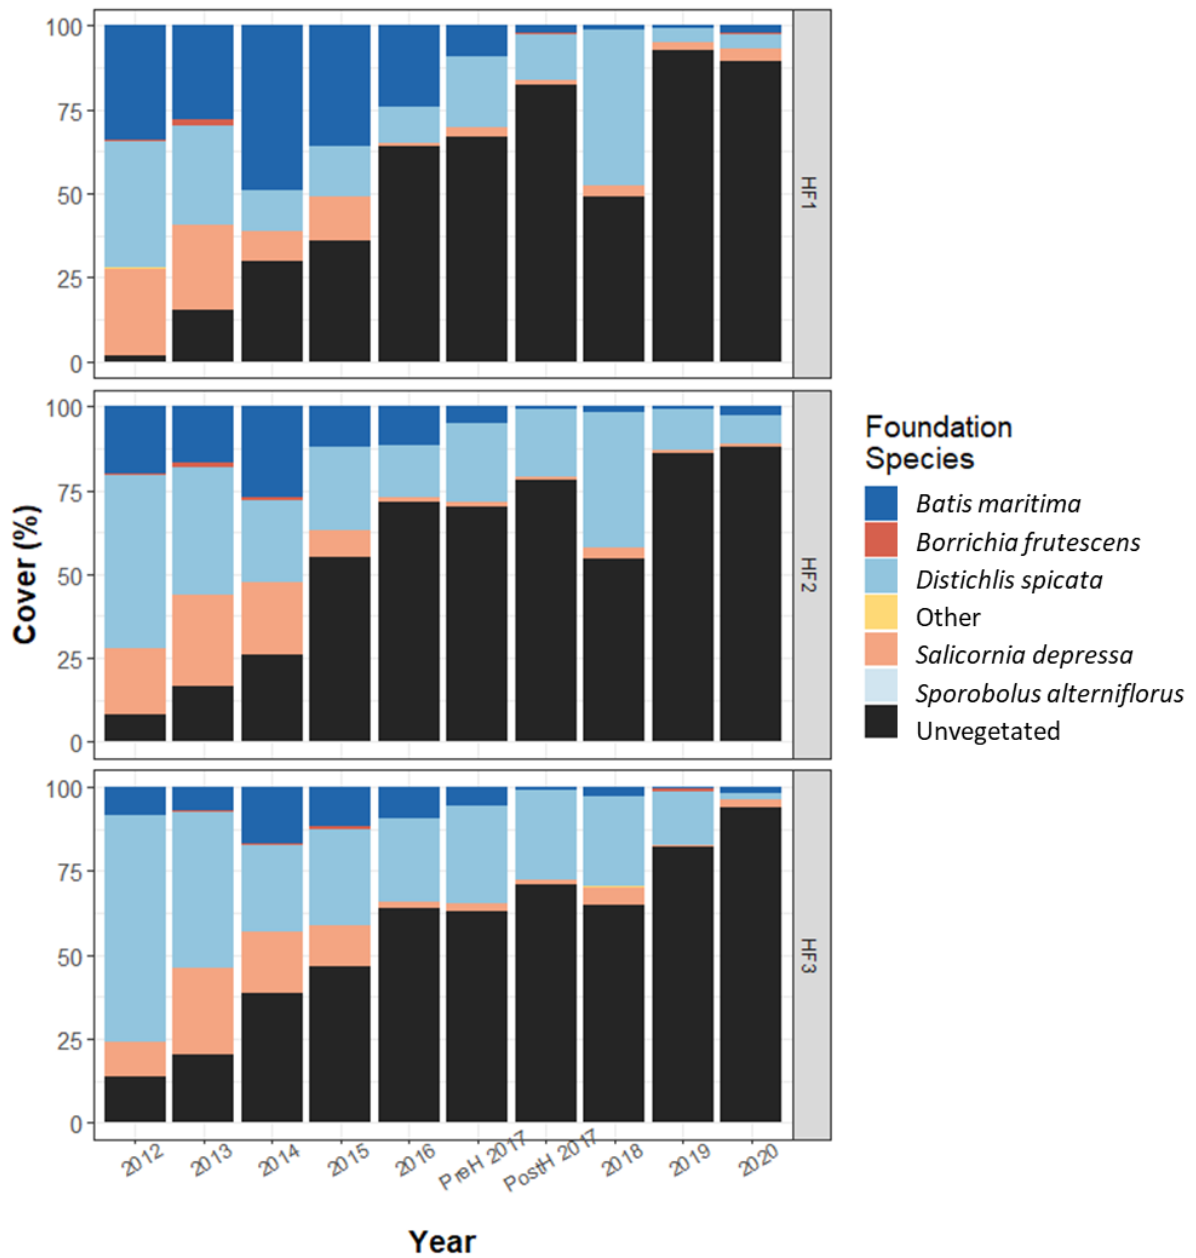 100
75
50
25
0
HF1
100
75
50
25
0
HF2
100
75
50
25
0
HF3
Cover (%)
2012
2013
2014
2015
2016
PreH 2017
PostH 2017
2018
2019
2020
Year
Foundation
Species
Batis maritima
Borrichia frutescens
Distichlis spicata
Other
Salicornia depressa
Sporobolus alterniflorus
Unvegetated